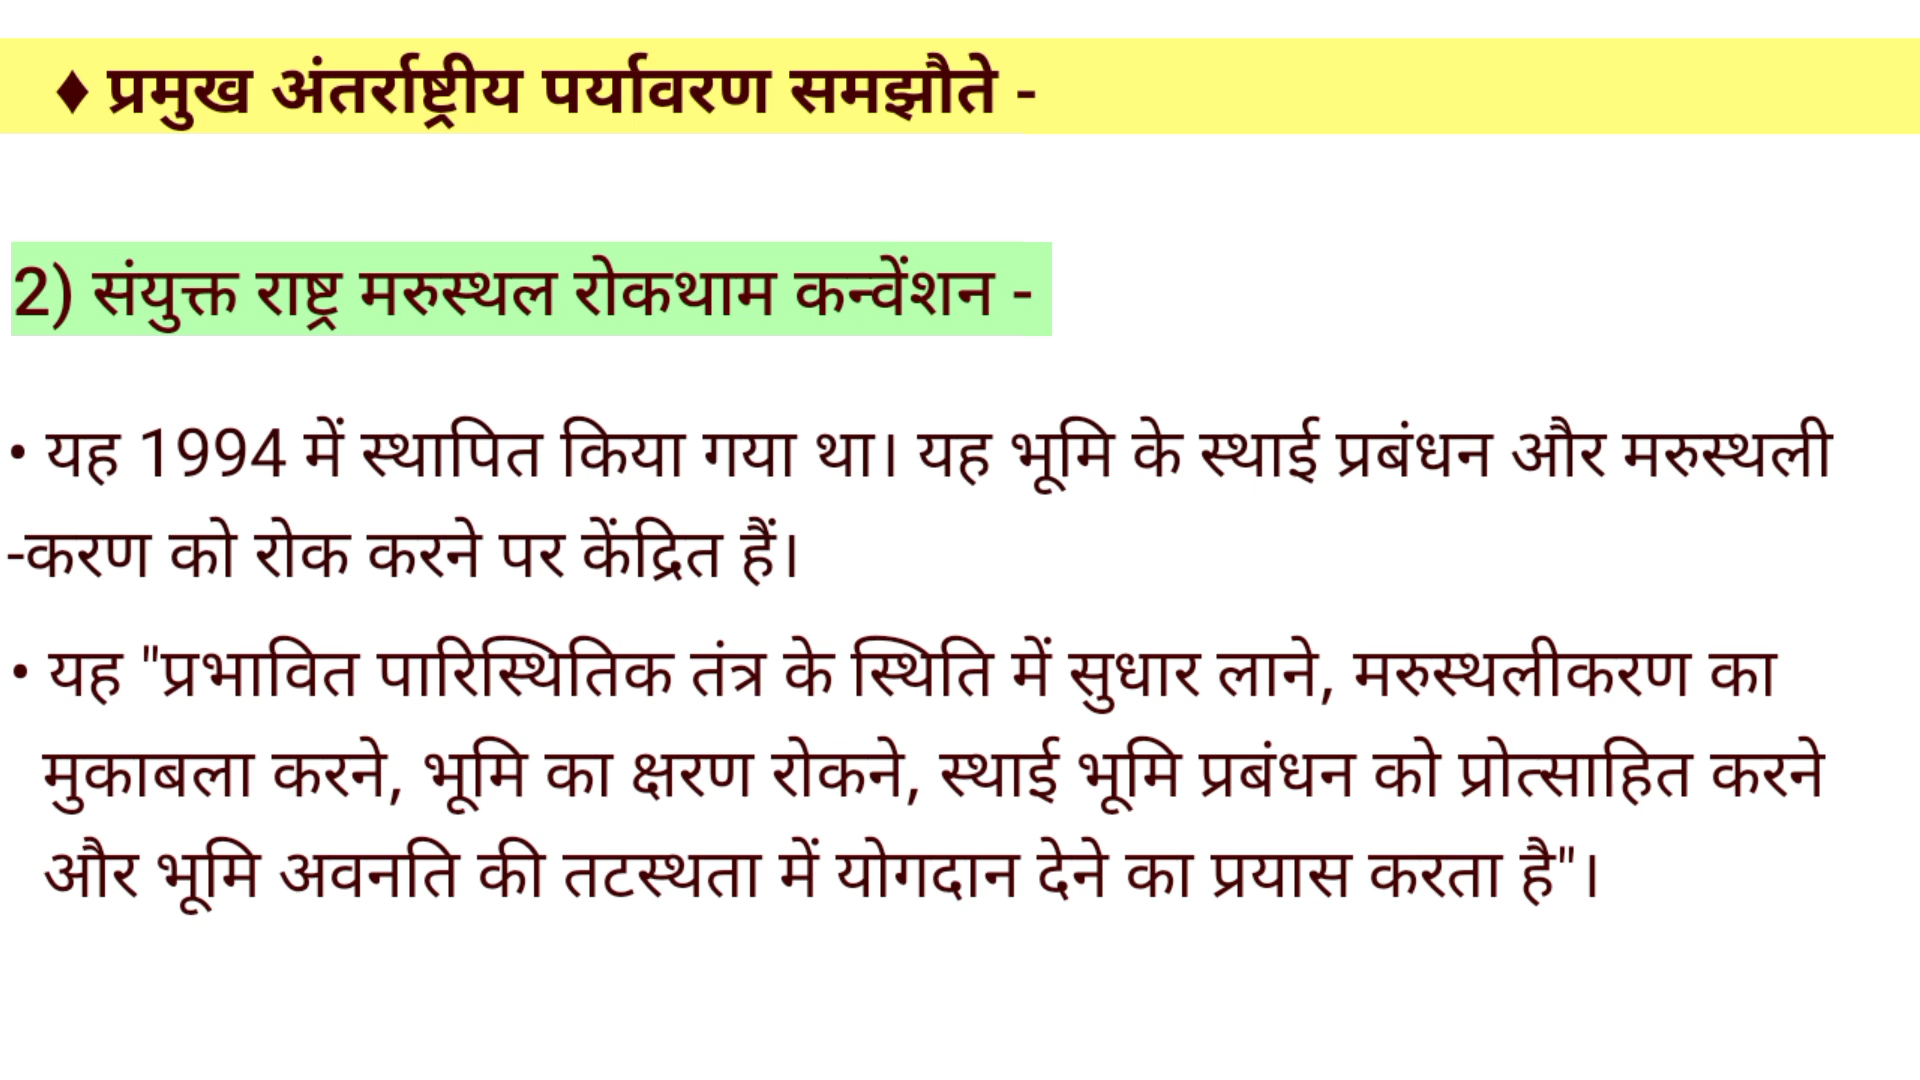 ♦ प्रमुख अंतर्राष्ट्रीय पर्यावरण समझौते -
2) संयुक्त राष्ट्र मरुस्थल रोकथाम कन्वेंशन -
• यह 1994 में स्थापित किया गया था। यह भूमि के स्थाई प्रबंधन और मरुस्थली
-करण को रोक करने पर केंद्रित हैं।
• यह "प्रभावित पारिस्थितिक तंत्र के स्थिति में सुधार लाने, मरुस्थलीकरण का
मुकाबला करने, भूमि का क्षरण रोकने, स्थाई भूमि प्रबंधन को प्रोत्साहित करने
और भूमि अवनति की तटस्थता में योगदान देने का प्रयास करता है"।